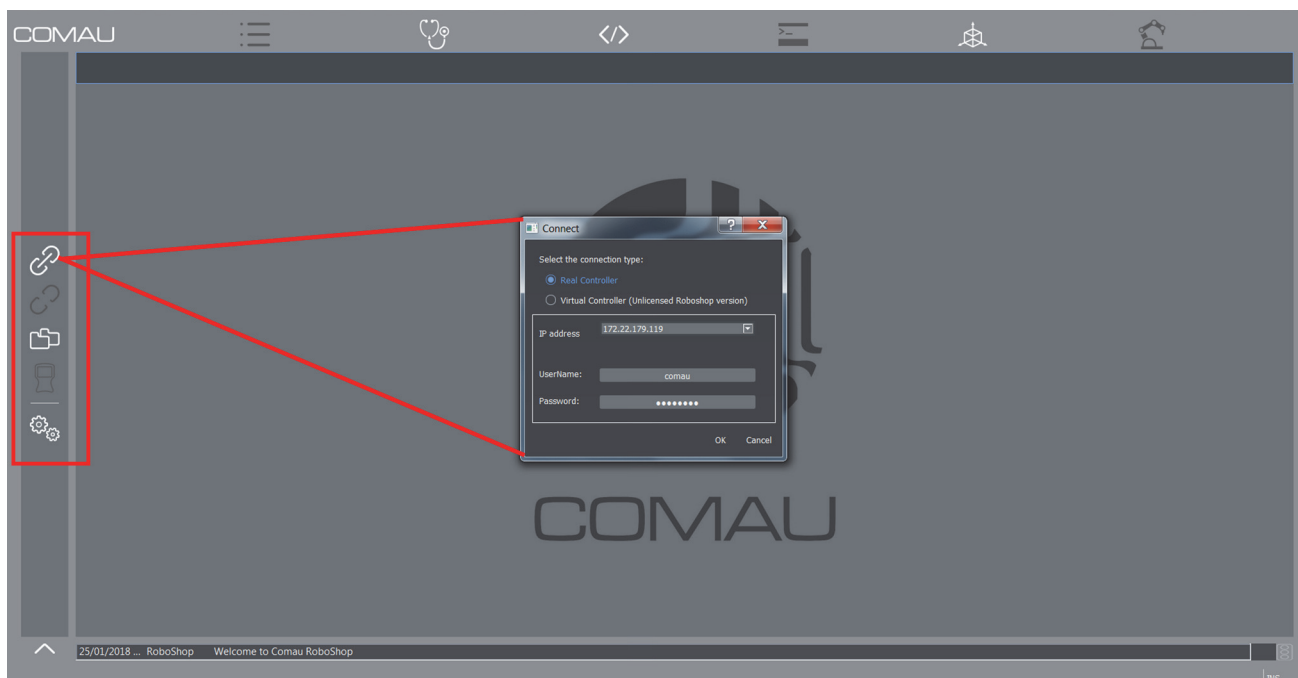 COMAU
</>
>_
Connect
?
X
Select the connection type:
Real Controller
Virtual Controller (Unlicensed Roboshop version)
IP address 172.22.179.119
UserName: comau
Password: ••••••••
OK Cancel
COMAU
25/01/2018 ... RoboShop Welcome to Comau RoboShop